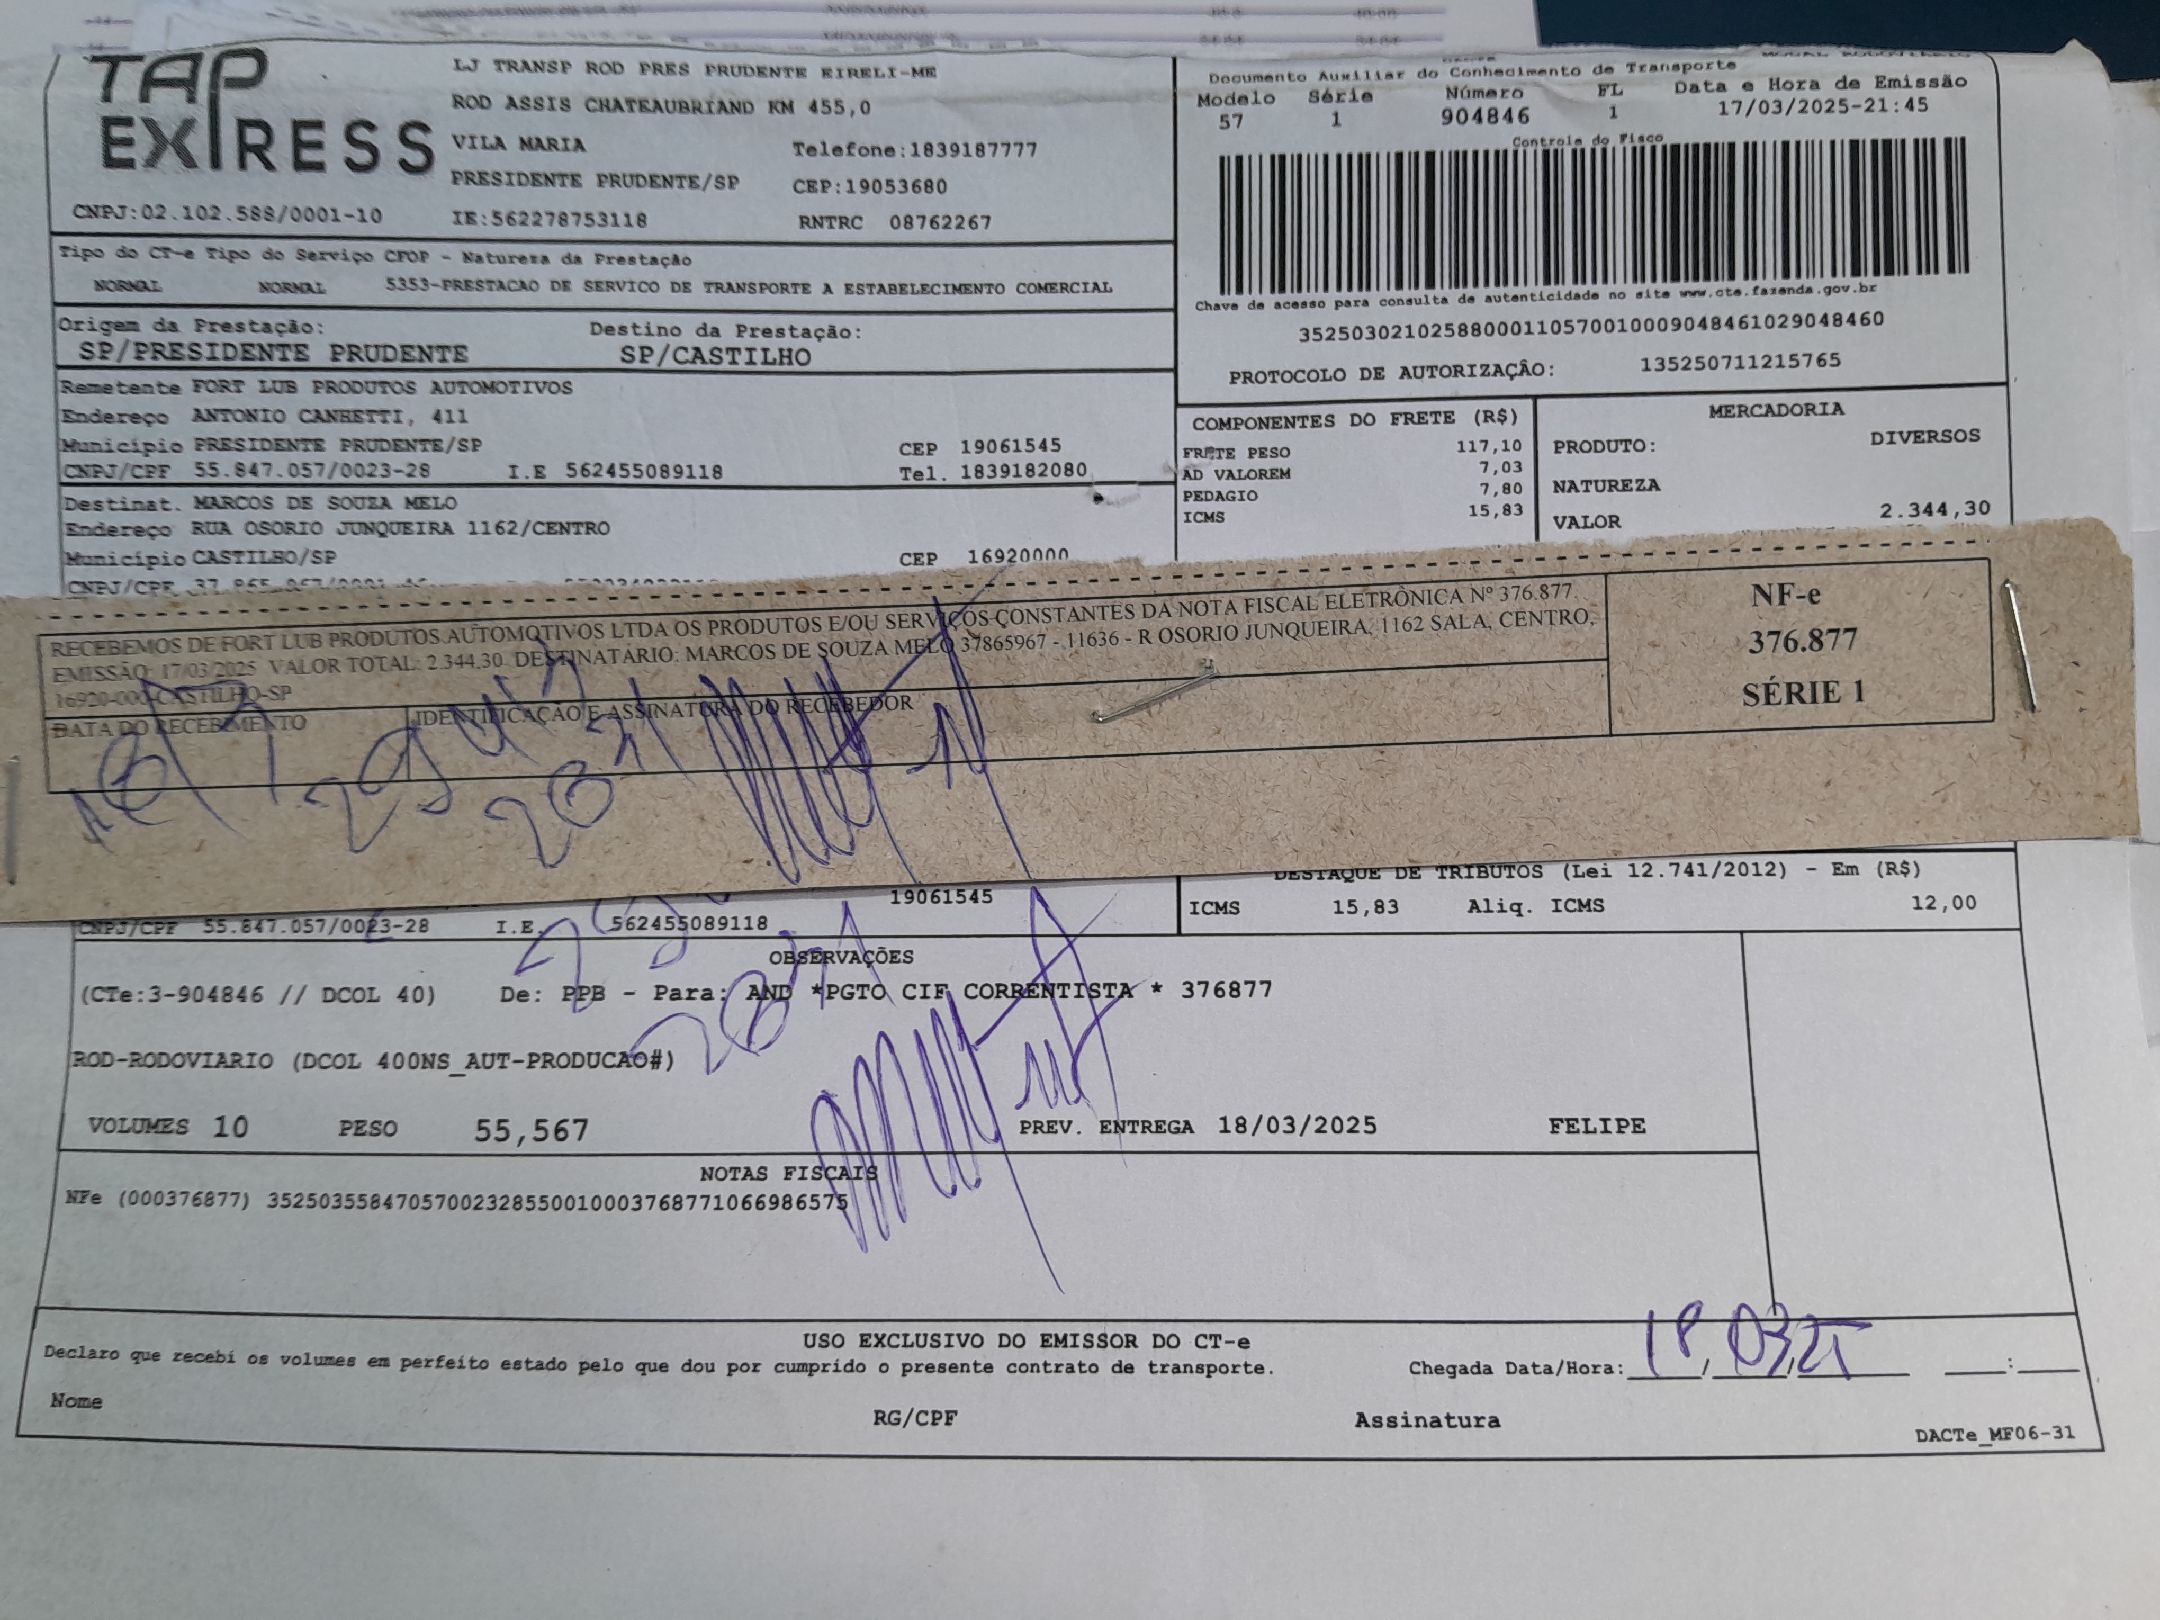 TAP
EXPRESS
LJ TRANSP ROD PRES PRUDENTE EIRELI-ME
ROD ASSIS CHATEAUBRIAND KM 455,0
VILA MARIA Telefone:1839187777
PRESIDENTE PRUDENTE/SP CEP:19053680
CNPJ:02.102.588/0001-10 IE:562278753118 RNTRC 08762267
Documento Auxiliar do Conhecimento de Transporte
Modelo Série Número FL Data e Hora de Emissão
57 1 904846 1 17/03/2025-21:45
Controle do Fisco
Chave de acesso para consulta de autenticidade no site www.cte.fazenda.gov.br
35250302102588000110570010009048461029048460
PROTOCOLO DE AUTORIZAÇÂO: 135250711215765
Tipo do CT-e Tipo do Serviço CFOP - Natureza da Prestação
NORMAL NORMAL 5353-PRESTACAO DE SERVICO DE TRANSPORTE A ESTABELECIMENTO COMERCIAL
Origem da Prestação: Destino da Prestação:
SP/PRESIDENTE PRUDENTE SP/CASTILHO
Remetente FORT LUB PRODUTOS AUTOMOTIVOS
Endereço ANTONIO CANHETTI, 411
Município PRESIDENTE PRUDENTE/SP CEP 19061545
CNPJ/CPF 55.847.057/0023-28 I.E 562455089118 Tel. 1839182080
Destinat. MARCOS DE SOUZA MELO
Endereço RUA OSORIO JUNQUEIRA 1162/CENTRO
Município CASTILHO/SP CEP 16920000
CNPJ/CPF
COMPONENTES DO FRETE (R$)
FRETE PESO 117,10
AD VALOREM 7,03
PEDAGIO 7,80
ICMS 15,83
MERCADORIA
PRODUTO: DIVERSOS
NATUREZA
VALOR 2.344,30
RECEBEMOS DE FORT LUB PRODUTOS AUTOMOTIVOS LTDA OS PRODUTOS E/OU SERVIÇOS CONSTANTES DA NOTA FISCAL ELETRÔNICA Nº 376.877.
EMISSÃO: 17/03/2025 VALOR TOTAL: 2.344,30 DESTINATÁRIO: MARCOS DE SOUZA MELO 37865967 - 11636 - R OSORIO JUNQUEIRA, 1162 SALA, CENTRO,
16920-000-CASTILHO-SP
DATA DO RECEBIMENTO IDENTIFICAÇÃO E ASSINATURA DO RECEBEDOR
NF-e
376.877
SÉRIE 1
19061545
CNPJ/CPF 55.847.057/0023-28 I.E. 562455089118
DESTAQUE DE TRIBUTOS (Lei 12.741/2012) - Em (R$)
ICMS 15,83 Aliq. ICMS 12,00
OBSERVAÇÕES
(CTe:3-904846 // DCOL 40) De: PPB - Para: AND *PGTO CIF CORRENTISTA * 376877
ROD-RODOVIARIO (DCOL 400NS_AUT-PRODUCAO#)
VOLUMES 10 PESO 55,567 PREV. ENTREGA 18/03/2025 FELIPE
NOTAS FISCAIS
NFe (000376877) 35250355847057002328550010003768771066986575
USO EXCLUSIVO DO EMISSOR DO CT-e
Declaro que recebi os volumes em perfeito estado pelo que dou por cumprido o presente contrato de transporte. Chegada Data/Hora: 18/03/25 :
Nome RG/CPF Assinatura
DACTe_MF06-31